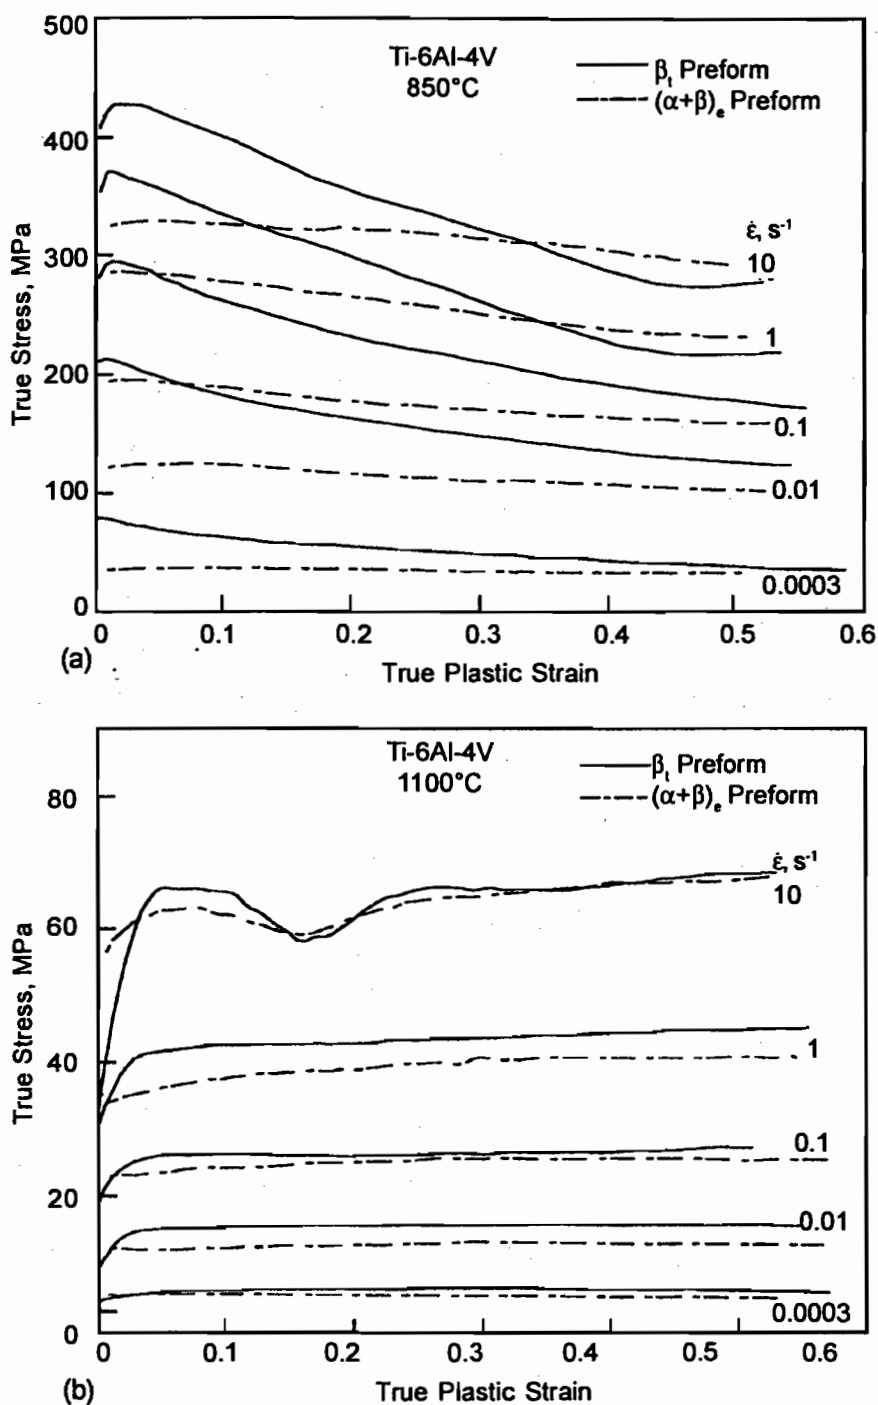 500
400
300
200
100
0
True Stress, MPa
Ti-6Al-4V
850°C
βt Preform
(α+β)e Preform
ε̇, s-1
10
1
0.1
0.01
0.0003
0 0.1 0.2 0.3 0.4 0.5 0.6
(a)
True Plastic Strain
80
60
40
20
0
True Stress, MPa
Ti-6Al-4V
1100°C
βt Preform
(α+β)e Preform
ε̇, s-1
10
1
0.1
0.01
0.0003
0 0.1 0.2 0.3 0.4 0.5 0.6
(b)
True Plastic Strain